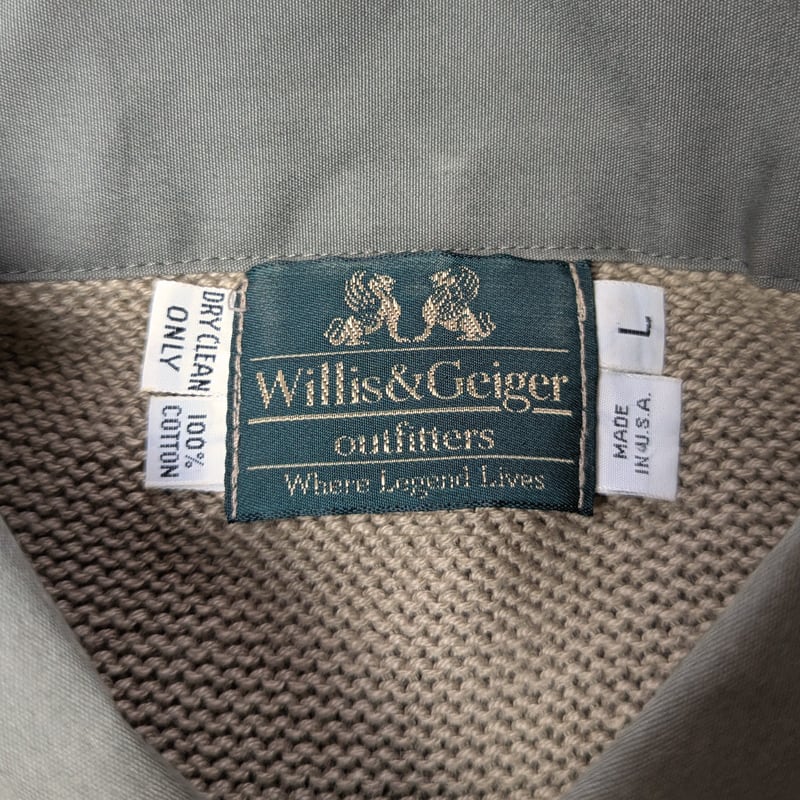 DRY CLEAN
ONLY
100%
COTTON
Willis&Geiger
outfitters
Where Legend Lives
L
MADE
IN U.S.A.